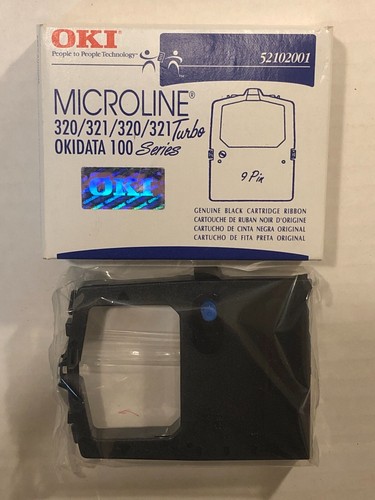 OKI®
People to People Technology™
52102001
MICROLINE®
320/321/320/321 Turbo
OKIDATA 100 Series
OKI
9 Pin
GENUINE BLACK CARTRIDGE RIBBON
CARTOUCHE DE RUBAN NOIR D'ORIGINE
CARTUCHO DE CINTA NEGRA ORIGINAL
CARTUCHO DE FITA PRETA ORIGINAL